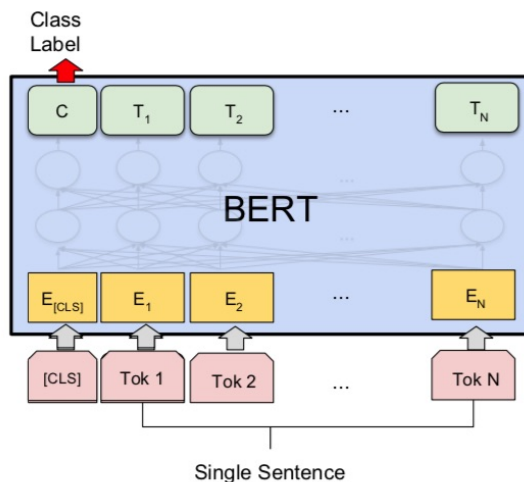 Class
Label
C T1 T2 ... TN
...
BERT
...
E[CLS] E1 E2 ... EN
[CLS] Tok 1 Tok 2 ... Tok N
Single Sentence